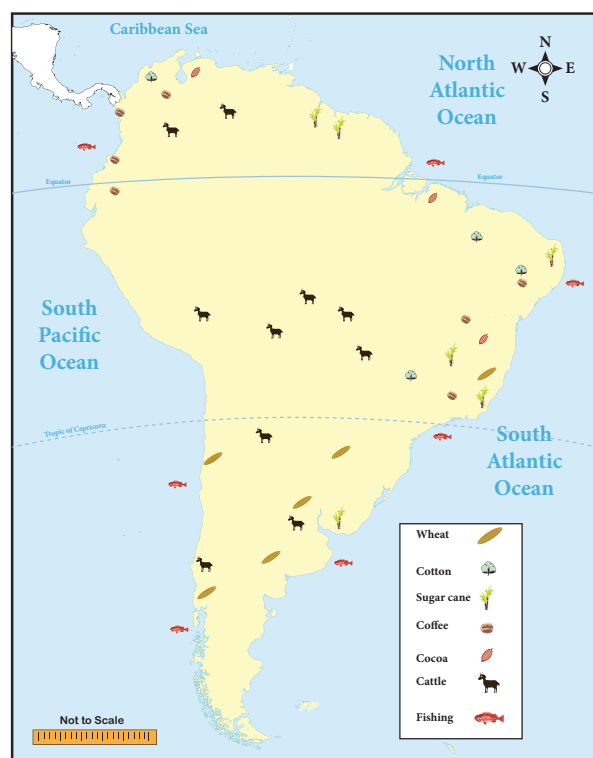 Caribbean Sea
North
Atlantic
Ocean
N
W
E
S
Equator
Equator
South
Pacific
Ocean
Tropic of Capricorn
South
Atlantic
Ocean
Wheat
Cotton
Sugar cane
Coffee
Cocoa
Cattle
Fishing
Not to Scale